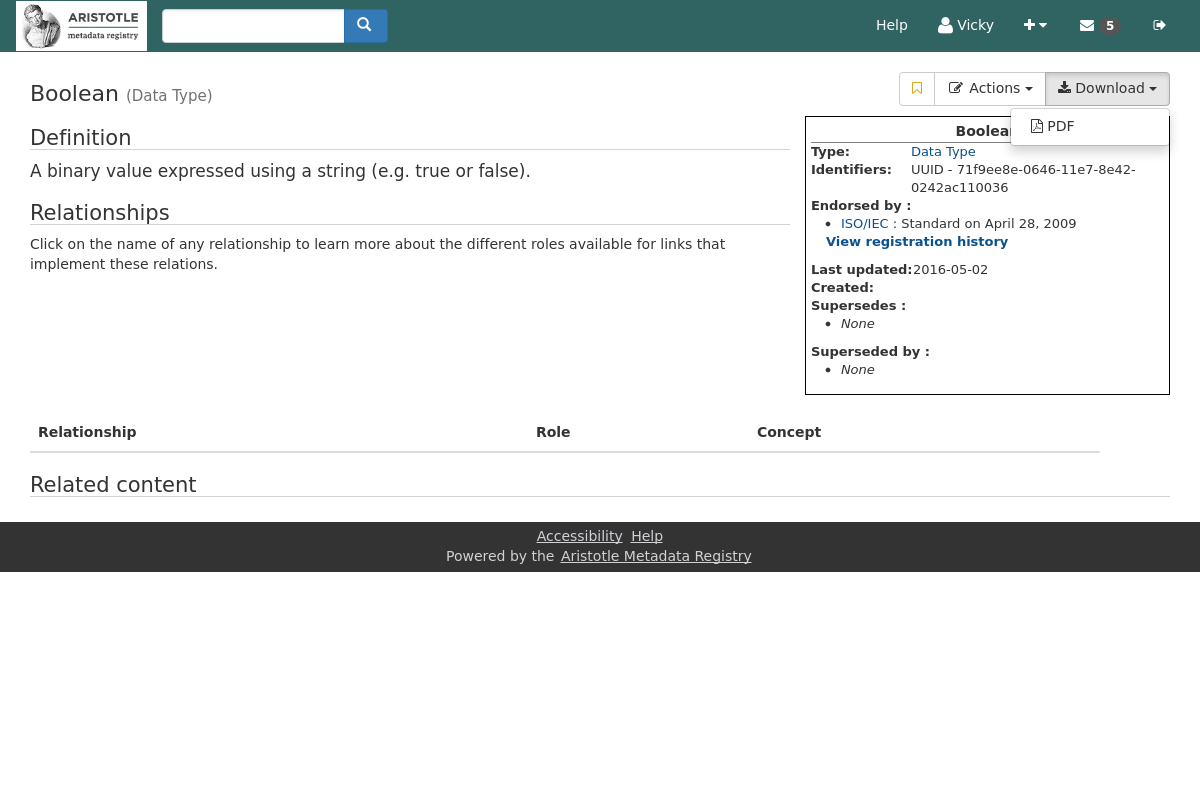 ARISTOTLE
metadata registry
Help
Vicky
5
Boolean (Data Type)
Actions
Download
PDF
Definition
A binary value expressed using a string (e.g. true or false).
Relationships
Click on the name of any relationship to learn more about the different roles available for links that
implement these relations.
Type: Data Type
Identifiers: UUID - 71f9ee8e-0646-11e7-8e42-
0242ac110036
Endorsed by :
• ISO/IEC : Standard on April 28, 2009
View registration history
Last updated:2016-05-02
Created:
Supersedes :
• None
Superseded by :
• None
Relationship Role Concept
Related content
Accessibility Help
Powered by the Aristotle Metadata Registry